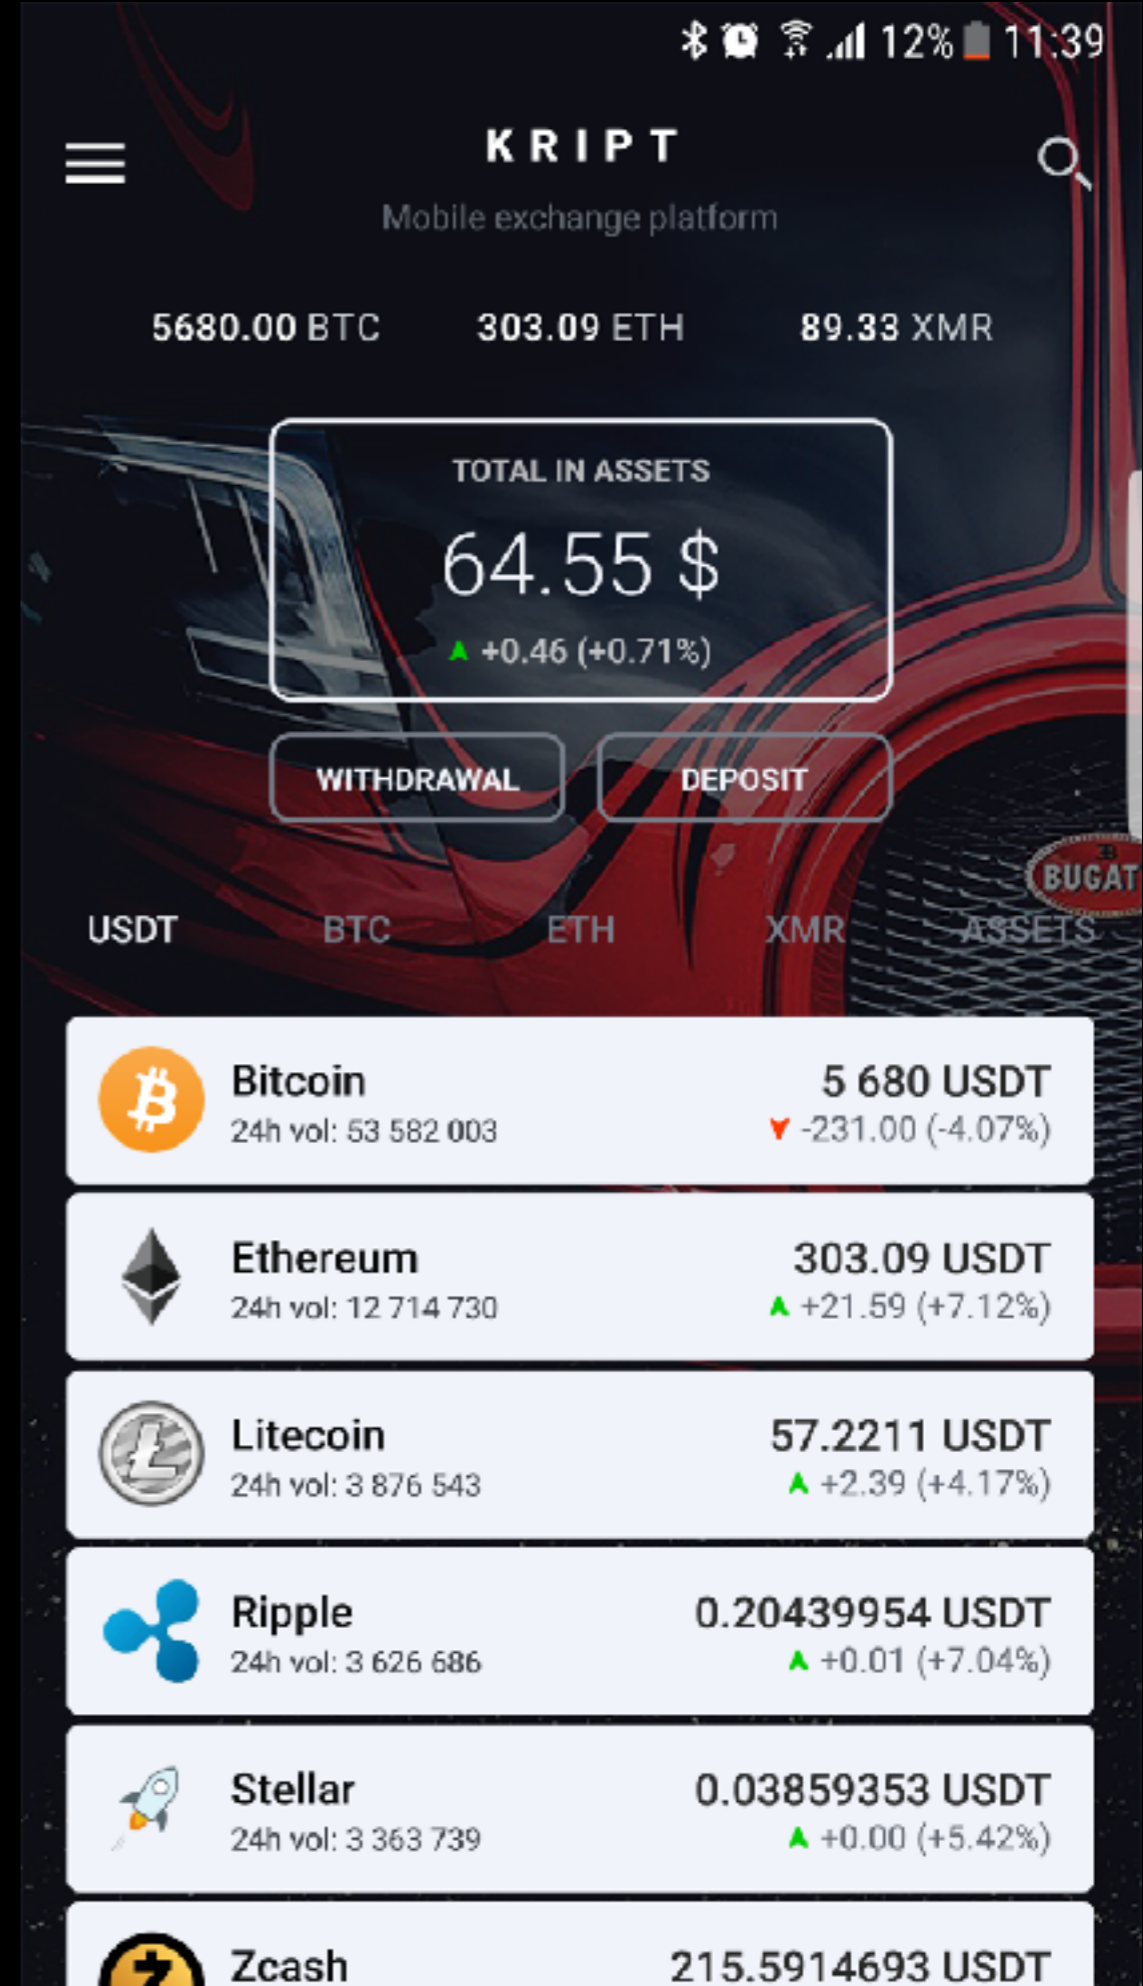 12% 11:39
KRIPT
Mobile exchange platform
5680.00 BTC 303.09 ETH 89.33 XMR
TOTAL IN ASSETS
64.55 $
+0.46 (+0.71%)
WITHDRAWAL DEPOSIT
BUGAT
USDT BTC ETH XMR ASSETS
Bitcoin 5 680 USDT
24h vol: 53 582 003 -231.00 (-4.07%)
Ethereum 303.09 USDT
24h vol: 12 714 730 +21.59 (+7.12%)
Litecoin 57.2211 USDT
24h vol: 3 876 543 +2.39 (+4.17%)
Ripple 0.20439954 USDT
24h vol: 3 626 686 +0.01 (+7.04%)
Stellar 0.03859353 USDT
24h vol: 3 363 739 +0.00 (+5.42%)
Zcash 215.5914693 USDT